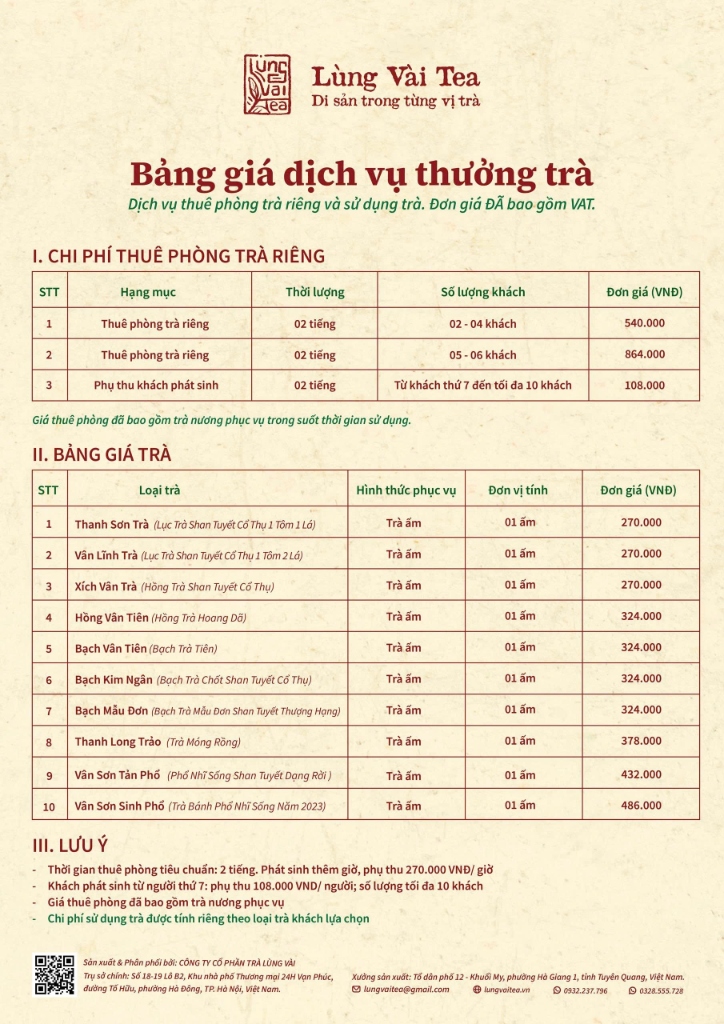 Lùng Vài Tea
Lùng Vài Tea
Di sản trong từng vị trà
Bảng giá dịch vụ thưởng trà
Dịch vụ thuê phòng trà riêng và sử dụng trà. Đơn giá ĐÃ bao gồm VAT.
I. CHI PHÍ THUÊ PHÒNG TRÀ RIÊNG
STT Hạng mục Thời lượng Số lượng khách Đơn giá (VNĐ)
1 Thuê phòng trà riêng 02 tiếng 02 - 04 khách 540.000
2 Thuê phòng trà riêng 02 tiếng 05 - 06 khách 864.000
3 Phụ thu khách phát sinh 02 tiếng Từ khách thứ 7 đến tối đa 10 khách 108.000
Giá thuê phòng đã bao gồm trà nương phục vụ trong suốt thời gian sử dụng.
II. BẢNG GIÁ TRÀ
STT Loại trà Hình thức phục vụ Đơn vị tính Đơn giá (VNĐ)
1 Thanh Sơn Trà (Lục Trà Shan Tuyết Cổ Thụ 1 Tôm 1 Lá) Trà ấm 01 ấm 270.000
2 Vân Lĩnh Trà (Lục Trà Shan Tuyết Cổ Thụ 1 Tôm 2 Lá) Trà ấm 01 ấm 270.000
3 Xích Vân Trà (Hồng Trà Shan Tuyết Cổ Thụ) Trà ấm 01 ấm 270.000
4 Hồng Vân Tiên (Hồng Trà Hoang Dã) Trà ấm 01 ấm 324.000
5 Bạch Vân Tiên (Bạch Trà Tiên) Trà ấm 01 ấm 324.000
6 Bạch Kim Ngân (Bạch Trà Chốt Shan Tuyết Cổ Thụ) Trà ấm 01 ấm 324.000
7 Bạch Mẫu Đơn (Bạch Trà Mẫu Đơn Shan Tuyết Thượng Hạng) Trà ấm 01 ấm 324.000
8 Thanh Long Trảo (Trà Móng Rồng) Trà ấm 01 ấm 378.000
9 Vân Sơn Tản Phổ (Phổ Nhĩ Sống Shan Tuyết Dạng Rời ) Trà ấm 01 ấm 432.000
10 Vân Sơn Sinh Phổ (Trà Bánh Phổ Nhĩ Sống Năm 2023) Trà ấm 01 ấm 486.000
III. LƯU Ý
- Thời gian thuê phòng tiêu chuẩn: 2 tiếng. Phát sinh thêm giờ, phụ thu 270.000 VNĐ/ giờ
- Khách phát sinh từ người thứ 7: phụ thu 108.000 VNĐ/ người; số lượng tối đa 10 khách
- Giá thuê phòng đã bao gồm trà nương phục vụ
- Chi phí sử dụng trà được tính riêng theo loại trà khách lựa chọn
Sản xuất & Phân phối bởi: CÔNG TY CỔ PHẦN TRÀ LÙNG VÀI
Trụ sở chính: Số 18-19 Lô B2, Khu nhà phố Thương mại 24H Vạn Phúc,
đường Tố Hữu, phường Hà Đông, TP. Hà Nội, Việt Nam.
Xưởng sản xuất: Tổ dân phố 12 - Khuổi My, phường Hà Giang 1, tỉnh Tuyên Quang, Việt Nam.
lungvaitea@gmail.com lungvaitea.vn 0932.237.796 0328.555.728